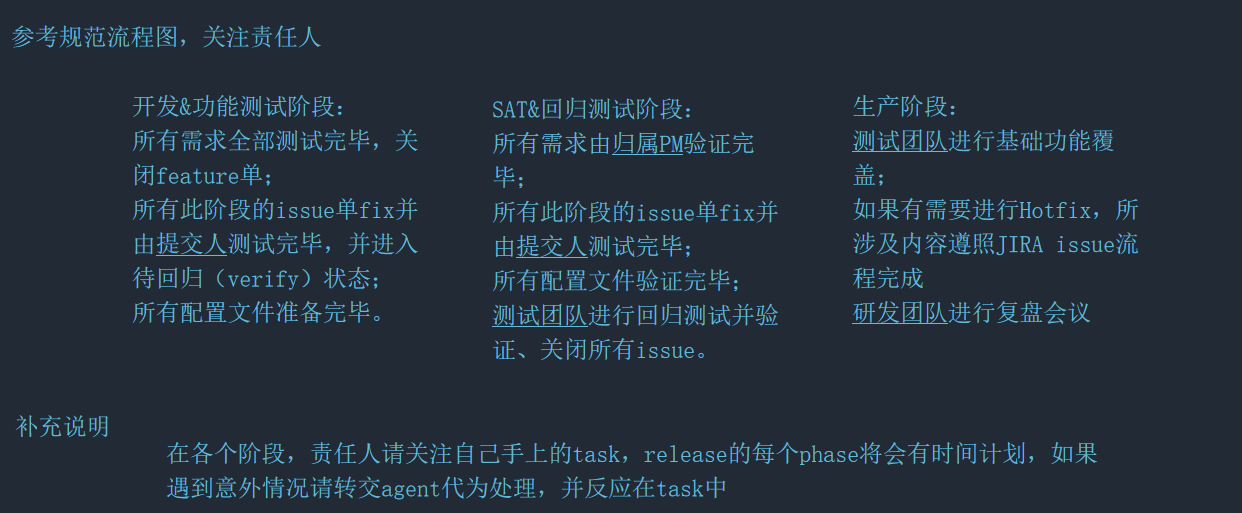 参考规范流程图，关注责任人
开发&功能测试阶段：
所有需求全部测试完毕，关
闭feature单；
所有此阶段的issue单fix并
由提交人测试完毕，并进入
待回归（verify）状态；
所有配置文件准备完毕。
SAT&回归测试阶段：
所有需求由归属PM验证完
毕；
所有此阶段的issue单fix并
由提交人测试完毕；
所有配置文件验证完毕；
测试团队进行回归测试并验
证、关闭所有issue。
生产阶段：
测试团队进行基础功能覆
盖；
如果有需要进行Hotfix，所
涉及内容遵照JIRA issue流
程完成
研发团队进行复盘会议
补充说明
在各个阶段，责任人请关注自己手上的task，release的每个phase将会有时间计划，如果
遇到意外情况请转交agent代为处理，并反应在task中